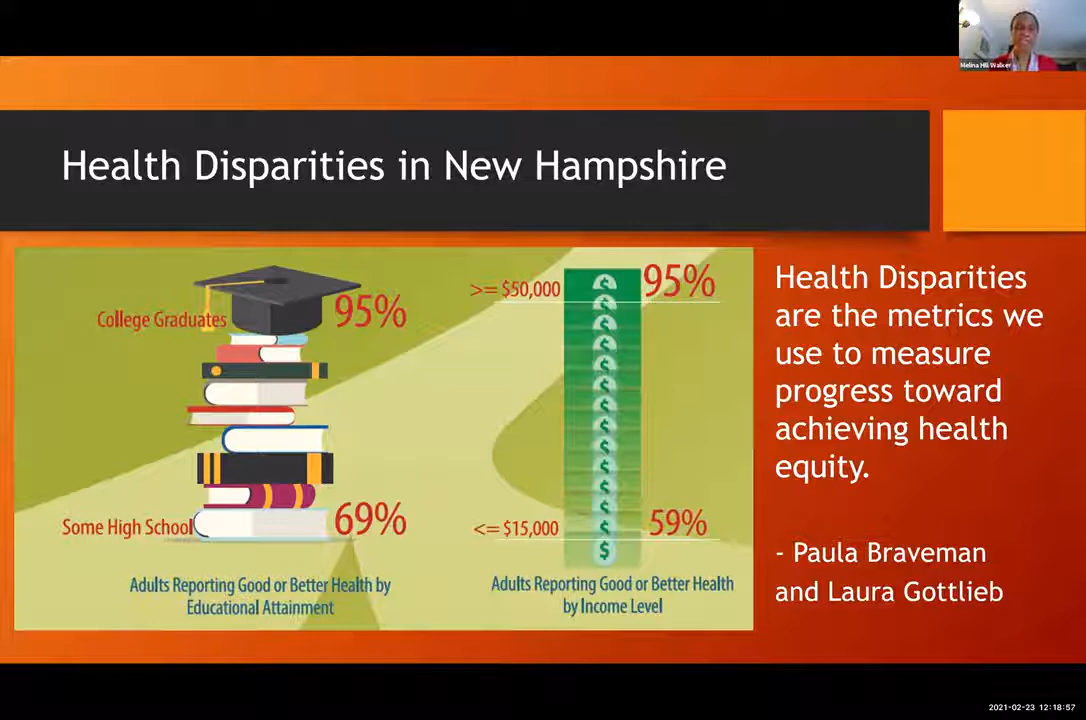 Melina Hill Walker
Health Disparities in New Hampshire
College Graduates
95%
Some High School
69%
Adults Reporting Good or Better Health by
Educational Attainment
>= $50,000
95%
<= $15,000
59%
Adults Reporting Good or Better Health
by Income Level
Health Disparities
are the metrics we
use to measure
progress toward
achieving health
equity.
- Paula Braveman
and Laura Gottlieb
2021-02-23 12:18:57